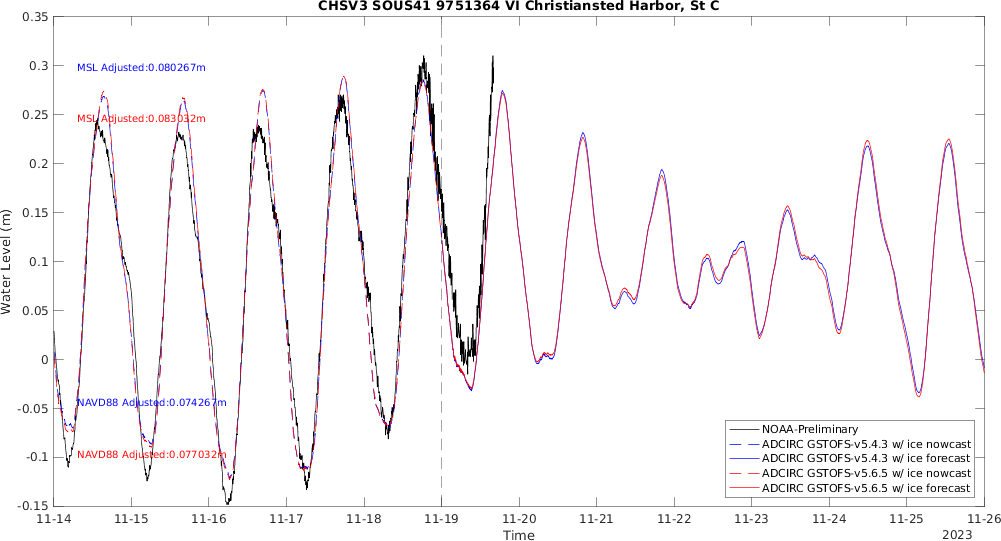 CHSV3 SOUS41 9751364 VI Christiansted Harbor, St C
0.35
0.3
0.25
0.2
0.15
0.1
0.05
0
-0.05
-0.1
-0.15
Water Level (m)
MSL Adjusted:0.080267m
MSL Adjusted:0.083032m
NAVD88 Adjusted:0.074267m
NAVD88 Adjusted:0.077032m
NOAA-Preliminary
ADCIRC GSTOFS-v5.4.3 w/ ice nowcast
ADCIRC GSTOFS-v5.4.3 w/ ice forecast
ADCIRC GSTOFS-v5.6.5 w/ ice nowcast
ADCIRC GSTOFS-v5.6.5 w/ ice forecast
11-14 11-15 11-16 11-17 11-18 11-19 11-20 11-21 11-22 11-23 11-24 11-25 11-26
Time
2023